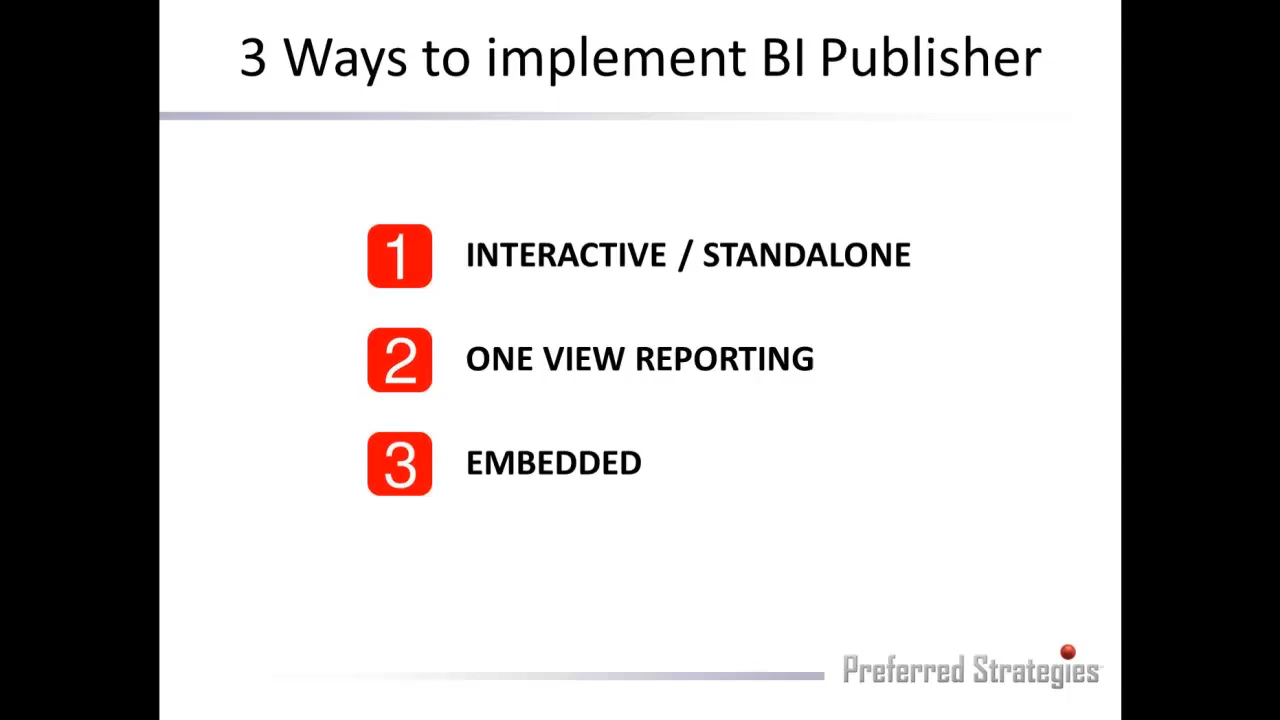 3 Ways to implement BI Publisher
1 INTERACTIVE / STANDALONE
2 ONE VIEW REPORTING
3 EMBEDDED
Preferred Strategies